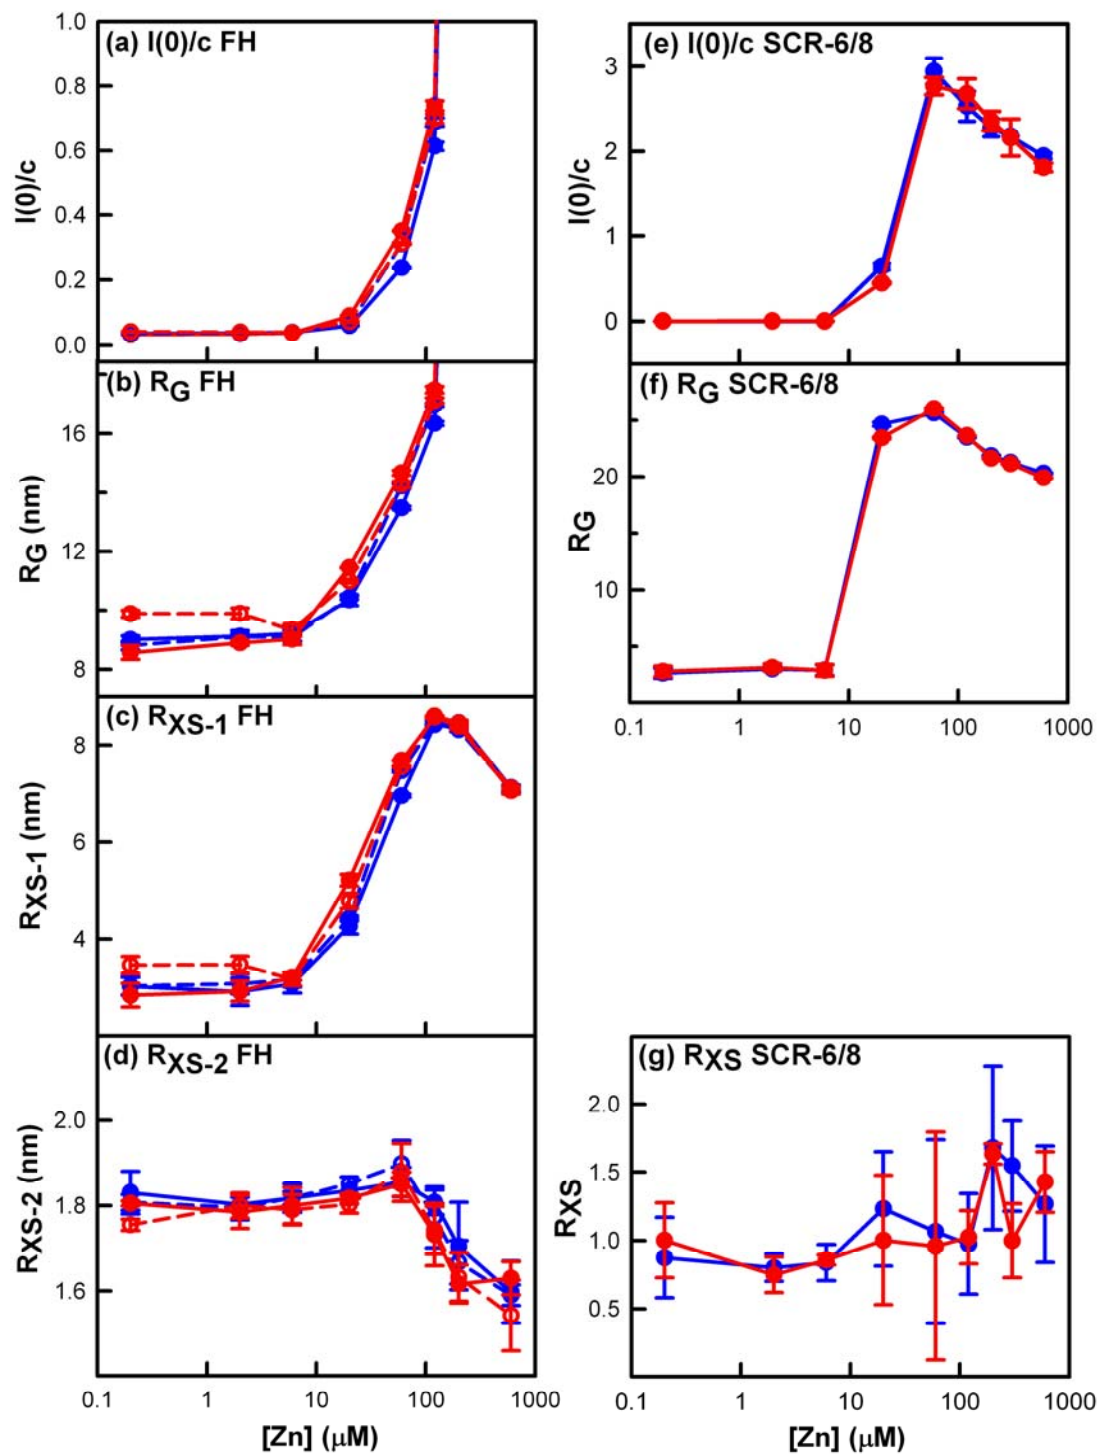 (a) I(0)/c FH
1.0
0.8
0.6
0.4
0.2
0.0
I(0)/c
(b) RG FH
16
12
8
RG (nm)
(c) RXS-1 FH
8
6
4
RXS-1 (nm)
(d) RXS-2 FH
2.0
1.8
1.6
RXS-2 (nm)
0.1 1 10 100 1000
[Zn] (μM)
(e) I(0)/c SCR-6/8
3
2
1
0
I(0)/c
(f) RG SCR-6/8
20
10
RG
0.1 1 10 100 1000
(g) RXS SCR-6/8
2.0
1.5
1.0
0.5
RXS
0.1 1 10 100 1000
[Zn] (μM)